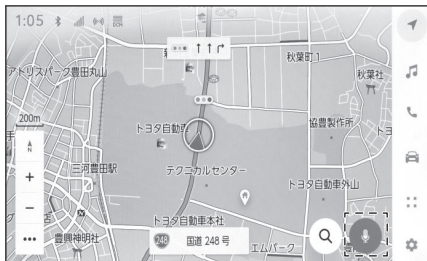 1:05
秋葉町1
アトリスパーク豊田丸山
秋葉社
200m
トヨタ自動
協豊製作所
N
三河豊田駅
テクニカルセンター
トヨタ自動車外山
トヨタ自動車本社
豊興神明社
248
国道 248 号
エムパーク